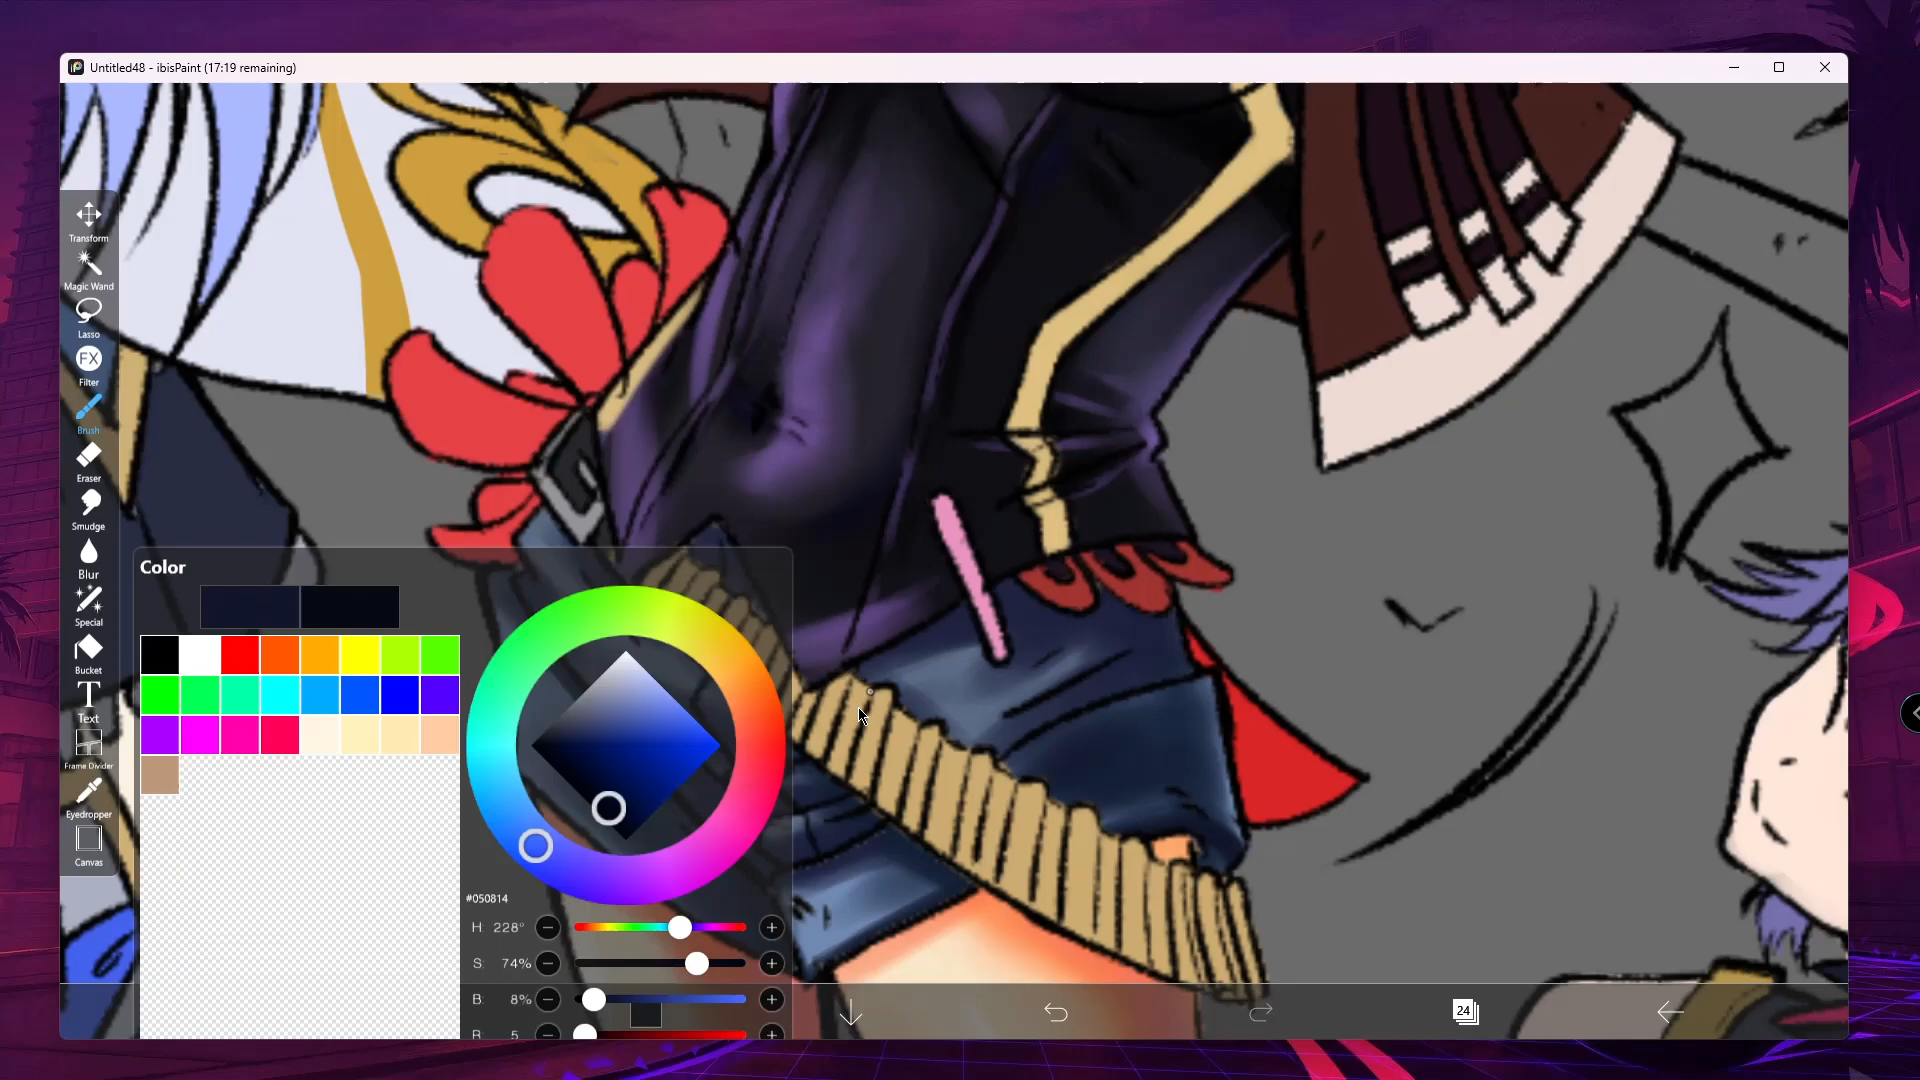 Untitled48 - ibisPaint (17:19 remaining)
Transform
Magic Wand
Lasso
FX
Filter
Brush
Eraser
Smudge
Blur
Special
Bucket
T
Text
Frame Divider
Eyedropper
Canvas
Color
#050814
H: 228°
S: 74%
B: 8%
R: 5
24